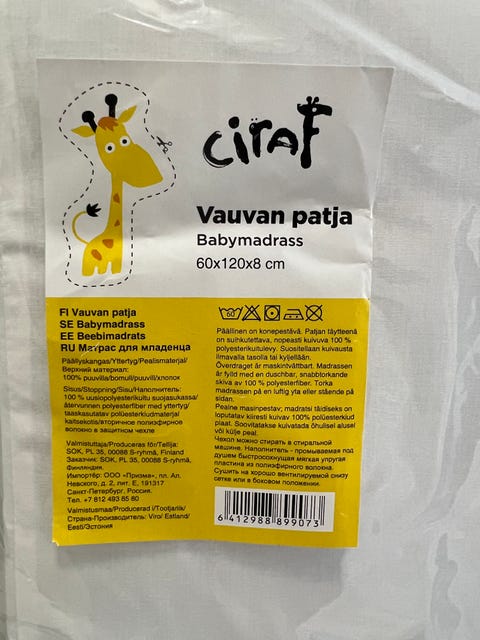 ciraf
Vauvan patja
Babymadrass
60x120x8 cm
FI Vauvan patja
SE Babymadrass
EE Beebimadrats
RU Матрас для младенца
Päällyskangas/Yttertyg/Pealismaterjal/
Верхний материал:
100% puuvilla/bomull/puuvill/хлопок
Sisus/Stoppning/Sisu/Наполнитель:
100 % uusiopolyesterikuitu suojakussa/
återvunnen polyesterfiber med yttertyg/
taaskasutatav polüesterkiudmaterjal
kaitsekotis/вторичное полиэфирное
волокно в защитном чехле
Valmistuttaja/Produceras för/Tellija:
SOK, PL 35, 00088 S-ryhmä, Finland
Заказчик: SOK, PL 35, 00088 S-ryhmä,
Финляндия.
Импортёр: ООО «Призма», пл. Ал.
Невского, д. 2, лит. Е, 191317
Санкт-Петербург, Россия.
Тел. +7 812 493 85 80
Valmistusmaa/Producerad i/Tootjariik/
Страна-Производитель: Viro/ Estland/
Eesti/Эстония
Päällinen on konepestävä. Patjan täytteenä
on suihkutettava, nopeasti kuivuva 100 %
polyesterikuitulevy. Suositellaan kuivausta
ilmavalla tasolla tai kyljellään.
Överdraget är maskintvättbart. Madrassen
är fylld med en duschbar, snabbtorkande
skiva av 100 % polyesterfiber. Torka
madrassen på en luftig yta eller stående på
sidan.
Pealne masinpestav; madratsi täidiseks on
loputatav kiiresti kuivav 100% polüesterkiud
plaat. Soovitatakse kuivatada õhulisel alusel
või külje peal.
Чехол можно стирать в стиральной
машине. Наполнитель - промываемая под
душем быстросохнущая мягкая упругая
пластина из полиэфирного волокна.
Сушить на хорошо вентилируемой снизу
сетке или в боковом положении.
6 412988 899073